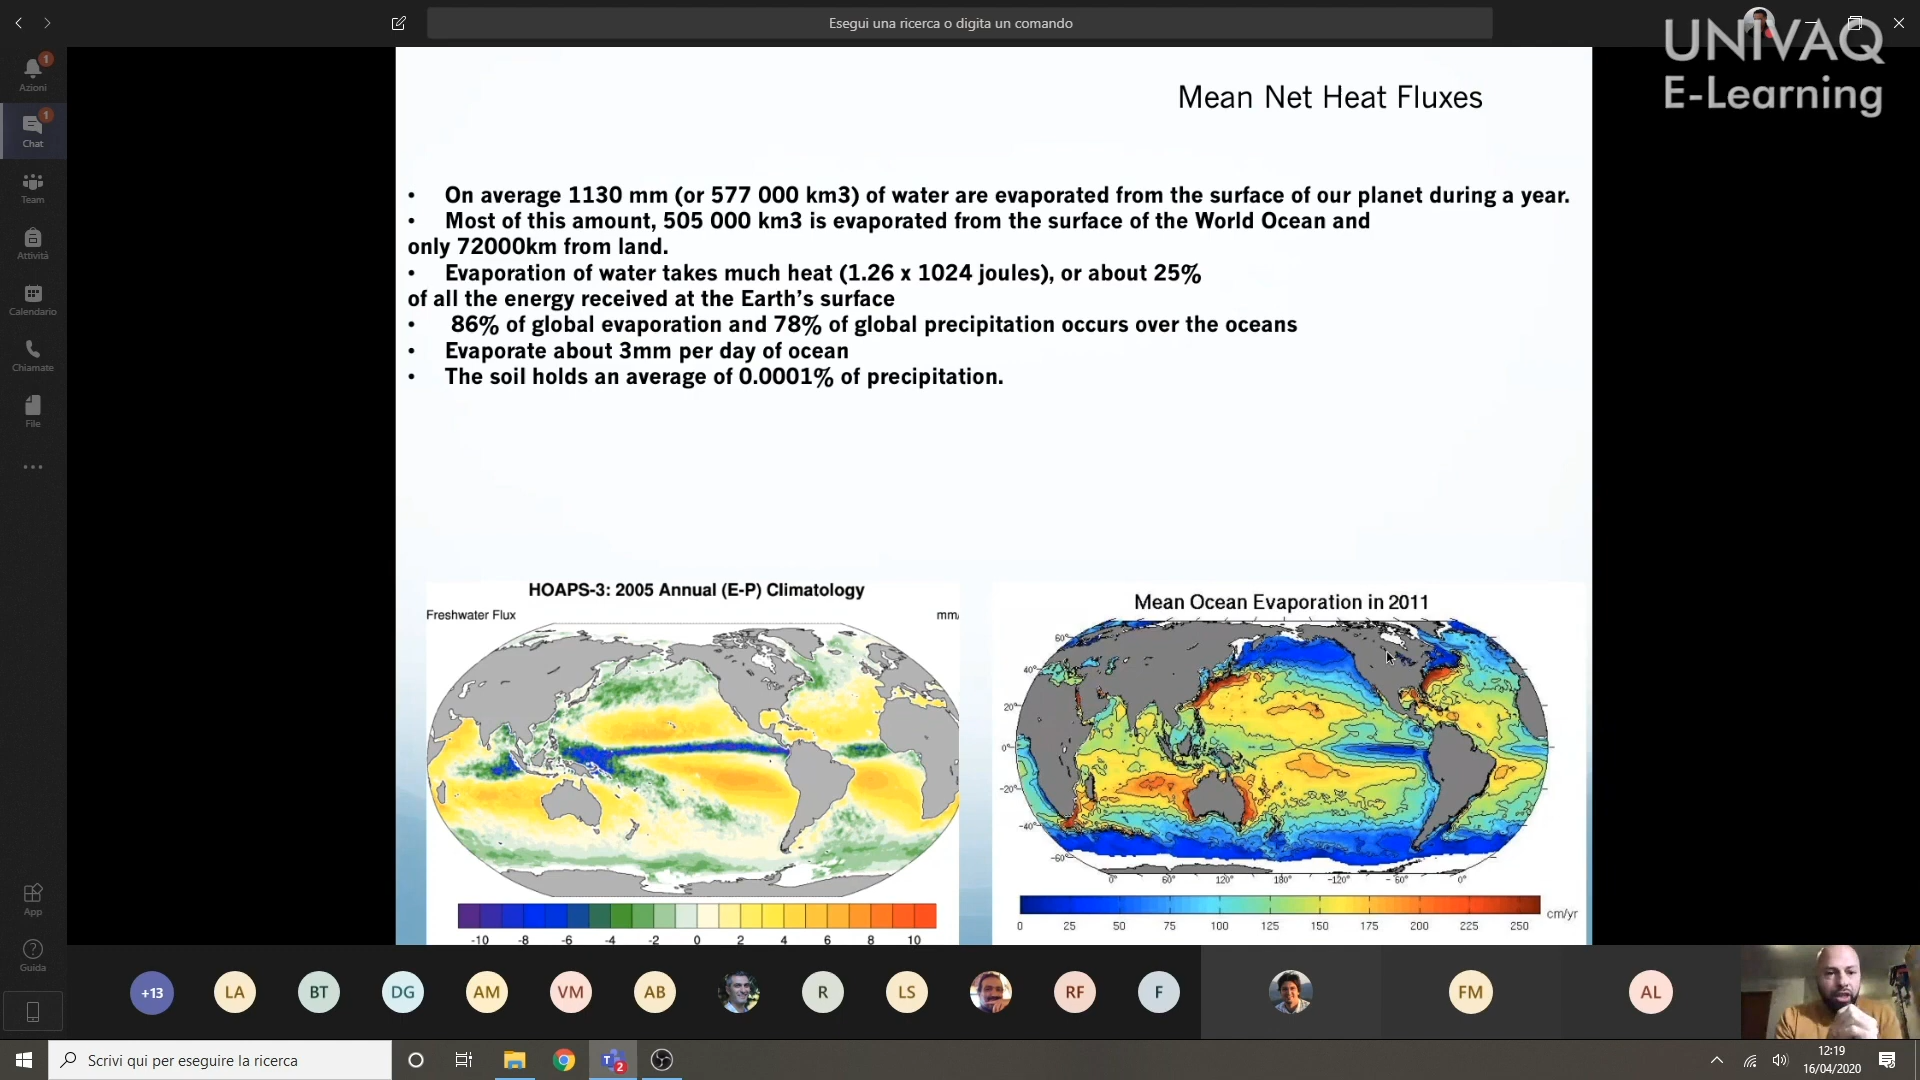 Esegui una ricerca o digita un comando
UNIVAQ
E-Learning
1
Azioni
1
Chat
Team
Attività
Calendario
Chiamate
File
App
Guida
Mean Net Heat Fluxes
• On average 1130 mm (or 577 000 km3) of water are evaporated from the surface of our planet during a year.
• Most of this amount, 505 000 km3 is evaporated from the surface of the World Ocean and
only 72000km from land.
• Evaporation of water takes much heat (1.26 x 1024 joules), or about 25%
of all the energy received at the Earth’s surface
• 86% of global evaporation and 78% of global precipitation occurs over the oceans
• Evaporate about 3mm per day of ocean
• The soil holds an average of 0.0001% of precipitation.
HOAPS-3: 2005 Annual (E-P) Climatology
Freshwater Flux mm/
-10 -8 -6 -4 -2 0 2 4 6 8 10
Mean Ocean Evaporation in 2011
60°
40°
20°
0°
-20°
-40°
-60°
0° 60° 120° 180° -120° -60° 0°
cm/yr
0 25 50 75 100 125 150 175 200 225 250
+13 LA BT DG AM VM AB R LS RF F FM AL
Scrivi qui per eseguire la ricerca
2
12:19
16/04/2020